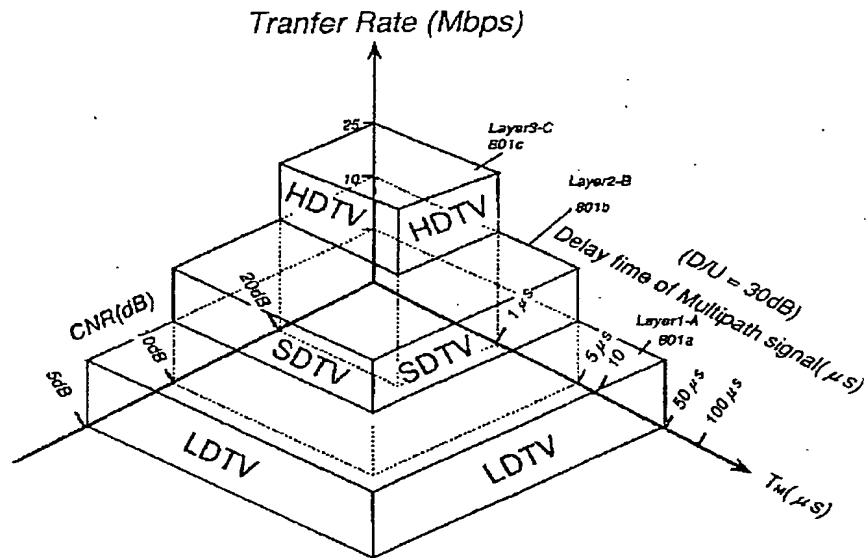 Tranfer Rate (Mbps)
25
Layer3-C
801c
10
HDTV
HDTV
Layer2-B
801b
(D/U = 30dB)
Delay time of Multipath signal(μs)
20dB
1μs
CNR(dB)
Layer1-A
801a
SDTV
SDTV
5μs
10
5dB
50μs
100μs
LDTV
LDTV
TM(μs)